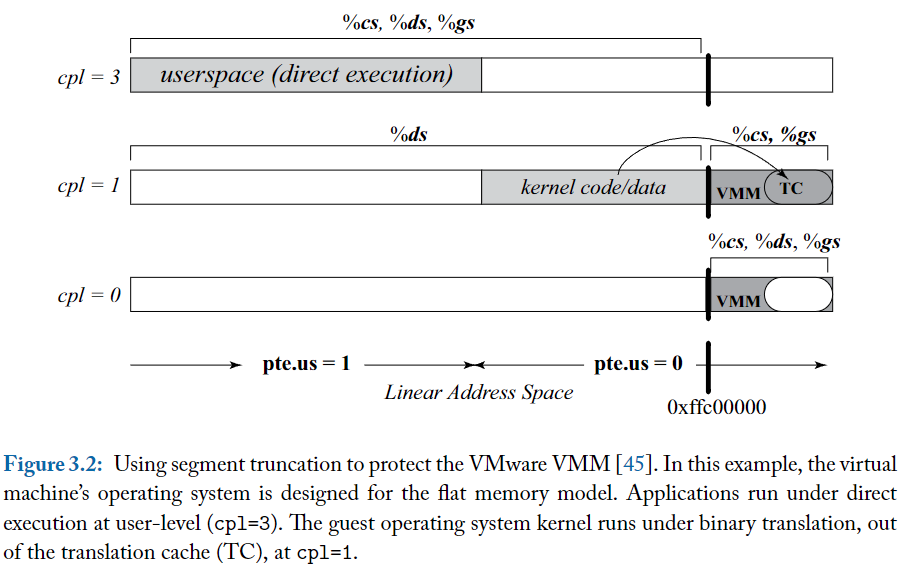 %cs, %ds, %gs
cpl = 3
userspace (direct execution)
%ds
%cs, %gs
cpl = 1
kernel code/data
VMM
TC
%cs, %ds, %gs
cpl = 0
VMM
pte.us = 1
pte.us = 0
Linear Address Space
0xffc00000
Figure 3.2: Using segment truncation to protect the VMware VMM [45]. In this example, the virtual
machine’s operating system is designed for the flat memory model. Applications run under direct
execution at user-level (cpl=3). The guest operating system kernel runs under binary translation, out
of the translation cache (TC), at cpl=1.